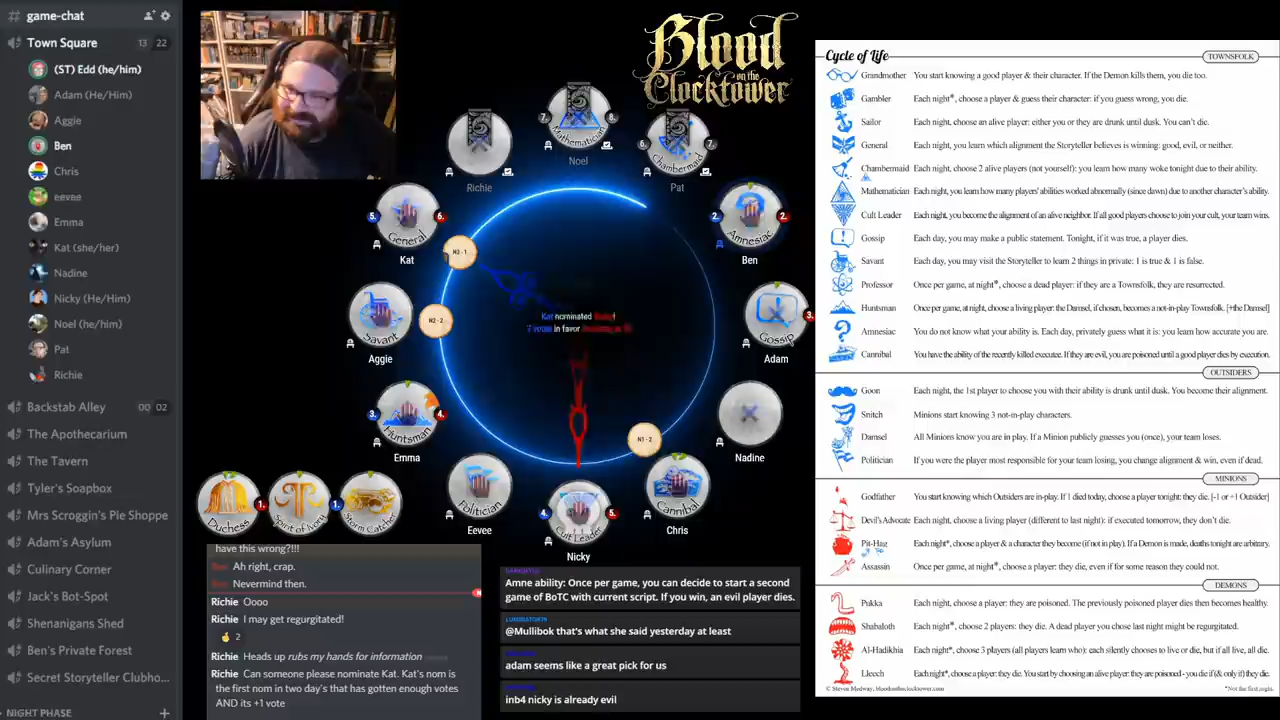 # game-chat
Town Square 13 22
(ST) Edd (he/him)
Adam (He/Him)
Aggie
Ben
Chris
eevee
Emma
Kat (she/her)
Nadine
Nicky (He/Him)
Noel (he/him)
Pat
Richie
Backstab Alley 00 02
The Apothecarium
The Tavern
Tyler's Soapbox
Mrs Scroggin's Pie Shoppe
Adam's Asylum
Culinary Corner
Jack's Bot-Spot
Shenanigans Shed
Ben's Private Forest
Secret Storyteller Clubho...
NIGHT PHASE +
Blood
on the
Clocktower
Richie
7. Mathematician 8.
Noel
6. Chambermaid 7.
Pat
2. Amnesiac 2.
Ben
Gossip 3.
Adam
Nadine
Cannibal
Chris
4. Cult Leader 5.
Nicky
Politician
Eevee
3. Huntsman 4.
Emma
Savant
Aggie
5. General 6.
Kat
N3 - 1
N2 - 2
N1 - 2
Kat nominated
7 votes in favor
Duchess 1.
Spirit of Ivory 1.
Storm Catcher
have this wrong?!!!
Ah right, crap.
Nevermind then.
Richie Oooo
Richie I may get regurgitated!
2
Richie Heads up rubs my hands for information
Richie Can someone please nominate Kat. Kat's nom is
the first nom in two day's that has gotten enough votes
AND its +1 vote
Amne ability: Once per game, you can decide to start a second
game of BoTC with current script. If you win, an evil player dies.
@Mullibok that's what she said yesterday at least
adam seems like a great pick for us
inb4 nicky is already evil
Cycle of Life
TOWNSFOLK
Grandmother You start knowing a good player & their character. If the Demon kills them, you die too.
Gambler Each night*, choose a player & guess their character: if you guess wrong, you die.
Sailor Each night, choose an alive player: either you or they are drunk until dusk. You can't die.
General Each night, you learn which alignment the Storyteller believes is winning: good, evil, or neither.
Chambermaid Each night, choose 2 alive players (not yourself): you learn how many woke tonight due to their ability.
Mathematician Each night, you learn how many players' abilities worked abnormally (since dawn) due to another character's ability.
Cult Leader Each night, you become the alignment of an alive neighbor. If all good players choose to join your cult, your team wins.
Gossip Each day, you may make a public statement. Tonight, if it was true, a player dies.
Savant Each day, you may visit the Storyteller to learn 2 things in private: 1 is true & 1 is false.
Professor Once per game, at night*, choose a dead player: if they are a Townsfolk, they are resurrected.
Huntsman Once per game, at night, choose a living player: the Damsel, if chosen, becomes a not-in-play Townsfolk. [+the Damsel]
Amnesiac You do not know what your ability is. Each day, privately guess what it is: you learn how accurate you are.
Cannibal You have the ability of the recently killed executee. If they are evil, you are poisoned until a good player dies by execution.
OUTSIDERS
Goon Each night, the 1st player to choose you with their ability is drunk until dusk. You become their alignment.
Snitch Minions start knowing 3 not-in-play characters.
Damsel All Minions know you are in play. If a Minion publicly guesses you (once), your team loses.
Politician If you were the player most responsible for your team losing, you change alignment & win, even if dead.
MINIONS
Godfather You start knowing which Outsiders are in-play. If 1 died today, choose a player tonight: they die. [-1 or +1 Outsider]
Devil's Advocate Each night, choose a living player (different to last night): if executed tomorrow, they don't die.
Pit-Hag Each night*, choose a player & a character they become (if not in play). If a Demon is made, deaths tonight are arbitrary.
Assassin Once per game, at night*, choose a player: they die, even if for some reason they could not.
DEMONS
Pukka Each night, choose a player: they are poisoned. The previously poisoned player dies then becomes healthy.
Shabaloth Each night*, choose 2 players: they die. A dead player you chose last night might be regurgitated.
Al-Hadikhia Each night*, choose 3 players (all players learn who): each silently chooses to live or die, but if all live, all die.
Lleech Each night*, choose a player: they die. You start by choosing an alive player: they are poisoned - you die if (& only if) they die.
© Steven Medway, bloodontheclocktower.com *Not the first night.